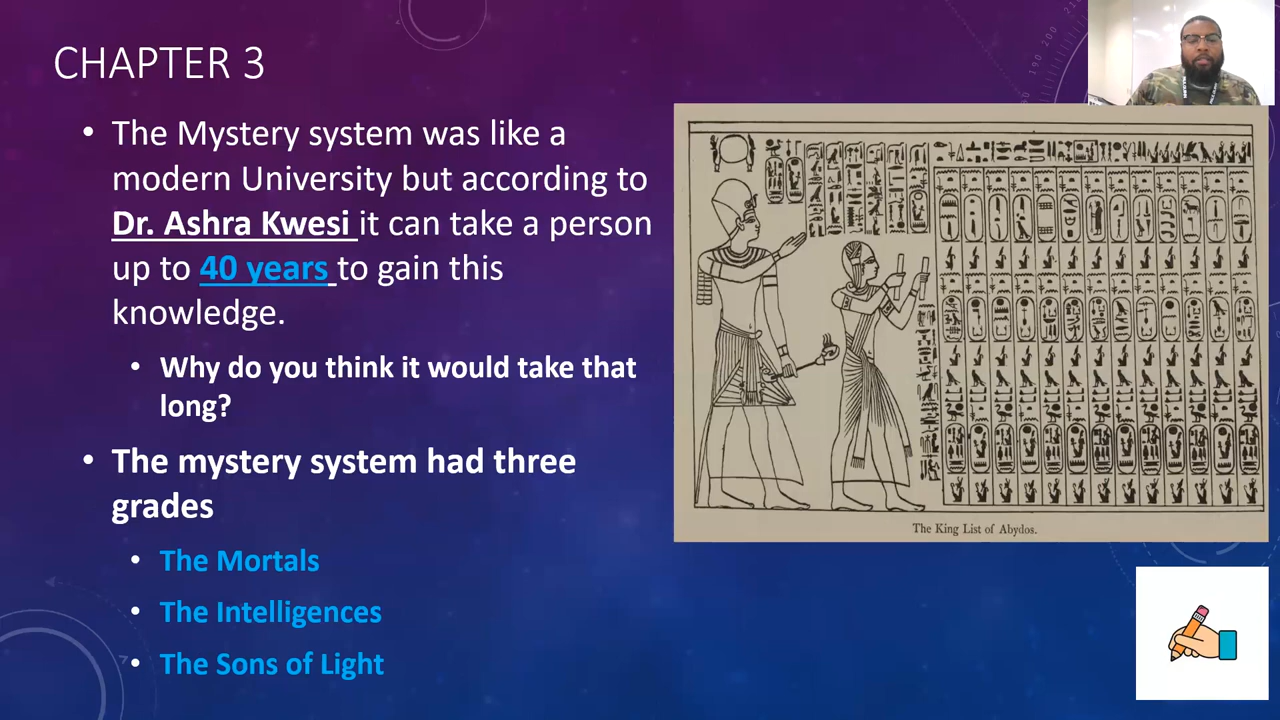 CHAPTER 3
• The Mystery system was like a
modern University but according to
Dr. Ashra Kwesi it can take a person
up to 40 years to gain this
knowledge.
• Why do you think it would take that
long?
• The mystery system had three
grades
• The Mortals
• The Intelligences
• The Sons of Light
The King List of Abydos.